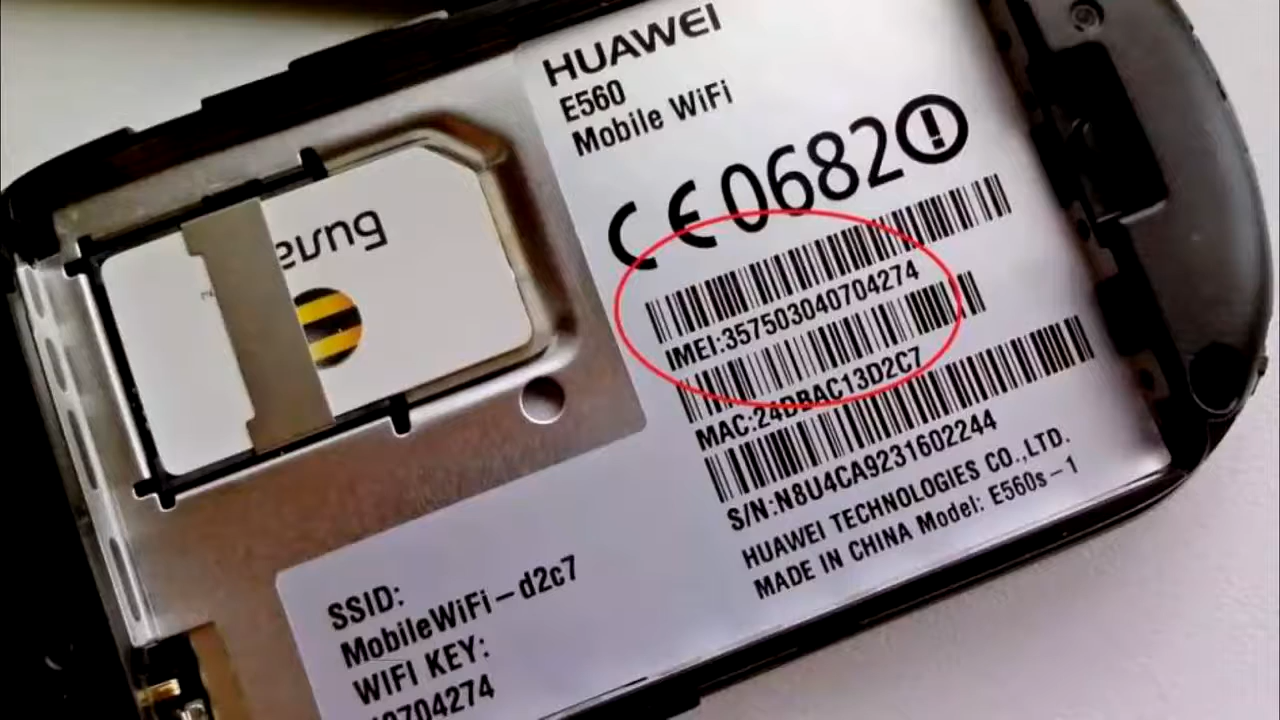 HUAWEI
E560
Mobile WiFi
CE0682
IMEI:357503040704274
MAC:24DBAC13D2C7
S/N:N8U4CA9231602244
HUAWEI TECHNOLOGIES CO.,LTD.
MADE IN CHINA Model: E560s-1
SSID:
MobileWiFi-d2c7
WIFI KEY: